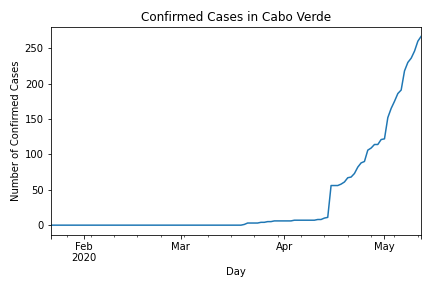 Confirmed Cases in Cabo Verde
Number of Confirmed Cases
250
200
150
100
50
0
Feb
2020
Mar
Apr
May
Day